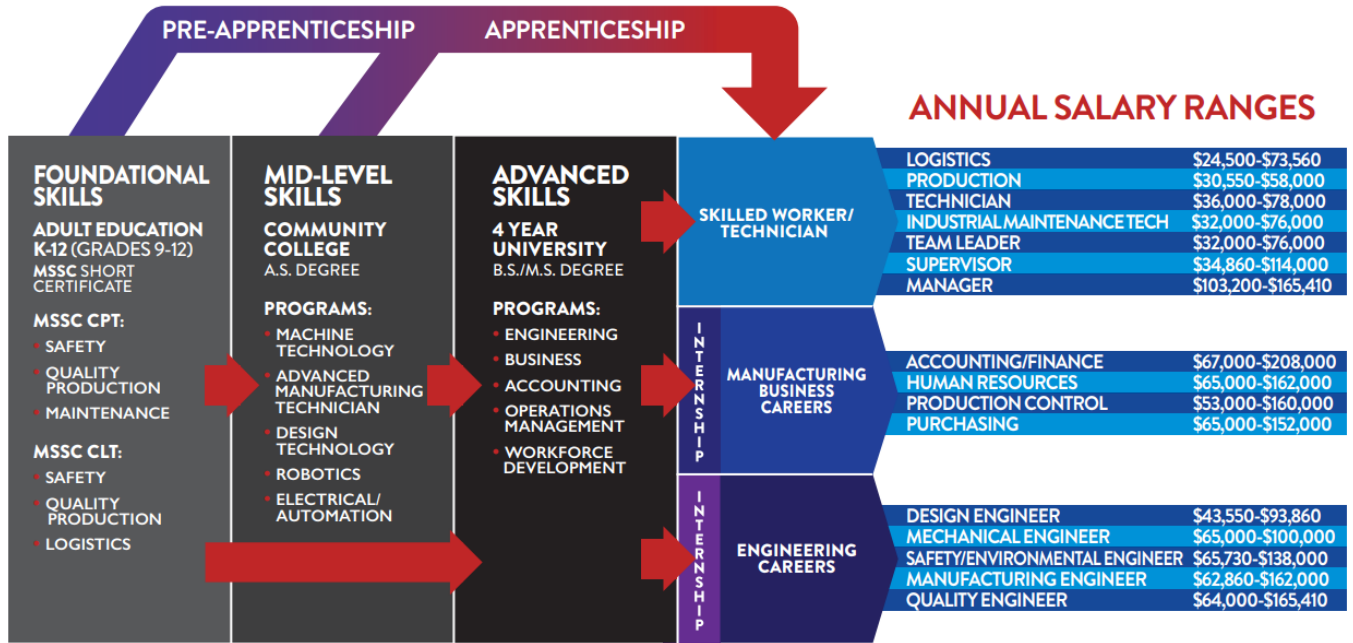 PRE-APPRENTICESHIP
APPRENTICESHIP
ANNUAL SALARY RANGES
FOUNDATIONAL
SKILLS
ADULT EDUCATION
K-12 (GRADES 9-12)
MSSC SHORT
CERTIFICATE
MSSC CPT:
• SAFETY
• QUALITY
PRODUCTION
• MAINTENANCE
MSSC CLT:
• SAFETY
• QUALITY
PRODUCTION
• LOGISTICS
MID-LEVEL
SKILLS
COMMUNITY
COLLEGE
A.S. DEGREE
PROGRAMS:
• MACHINE
TECHNOLOGY
• ADVANCED
MANUFACTURING
TECHNICIAN
• DESIGN
TECHNOLOGY
• ROBOTICS
• ELECTRICAL/
AUTOMATION
ADVANCED
SKILLS
4 YEAR
UNIVERSITY
B.S./M.S. DEGREE
PROGRAMS:
• ENGINEERING
• BUSINESS
• ACCOUNTING
• OPERATIONS
MANAGEMENT
• WORKFORCE
DEVELOPMENT
SKILLED WORKER/
TECHNICIAN
LOGISTICS $24,500-$73,560
PRODUCTION $30,550-$58,000
TECHNICIAN $36,000-$78,000
INDUSTRIAL MAINTENANCE TECH $32,000-$76,000
TEAM LEADER $32,000-$76,000
SUPERVISOR $34,860-$114,000
MANAGER $103,200-$165,410
INTERNSHIP
MANUFACTURING
BUSINESS
CAREERS
ACCOUNTING/FINANCE $67,000-$208,000
HUMAN RESOURCES $65,000-$162,000
PRODUCTION CONTROL $53,000-$160,000
PURCHASING $65,000-$152,000
INTERNSHIP
ENGINEERING
CAREERS
DESIGN ENGINEER $43,550-$93,860
MECHANICAL ENGINEER $65,000-$100,000
SAFETY/ENVIRONMENTAL ENGINEER $65,730-$138,000
MANUFACTURING ENGINEER $62,860-$162,000
QUALITY ENGINEER $64,000-$165,410